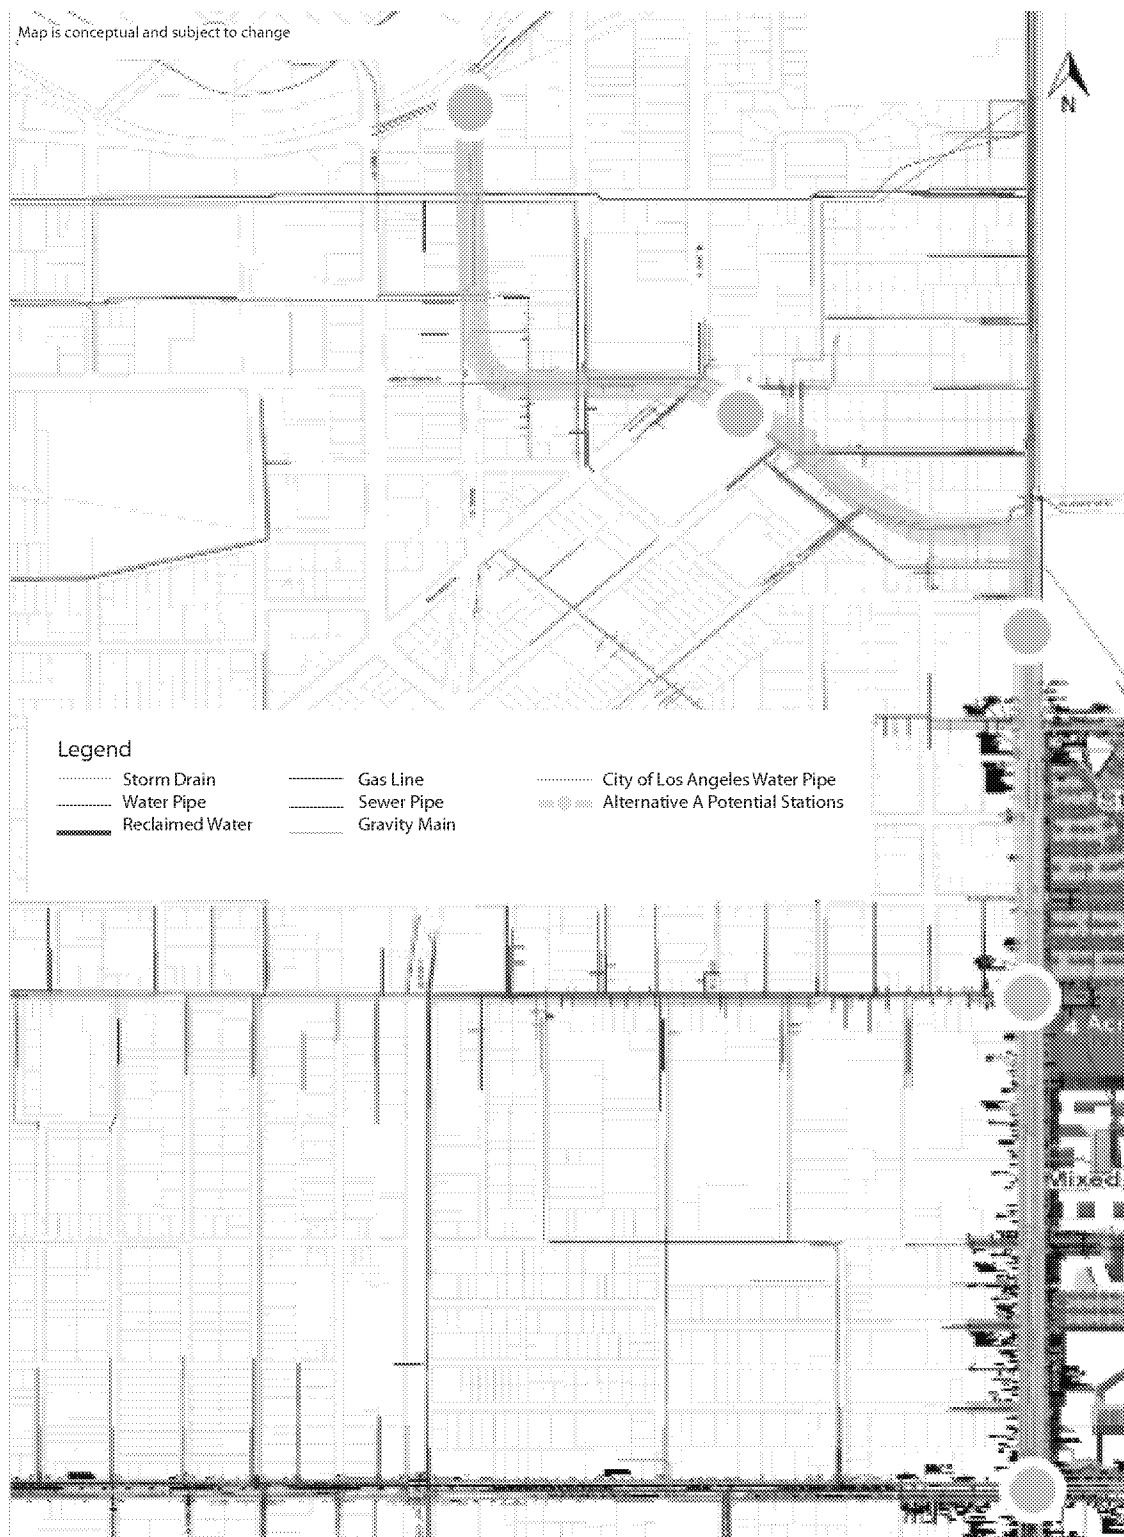 Map is conceptual and subject to change
N
Legend
Storm Drain
Water Pipe
Reclaimed Water
Gas Line
Sewer Pipe
Gravity Main
City of Los Angeles Water Pipe
Alternative A Potential Stations
Mixed